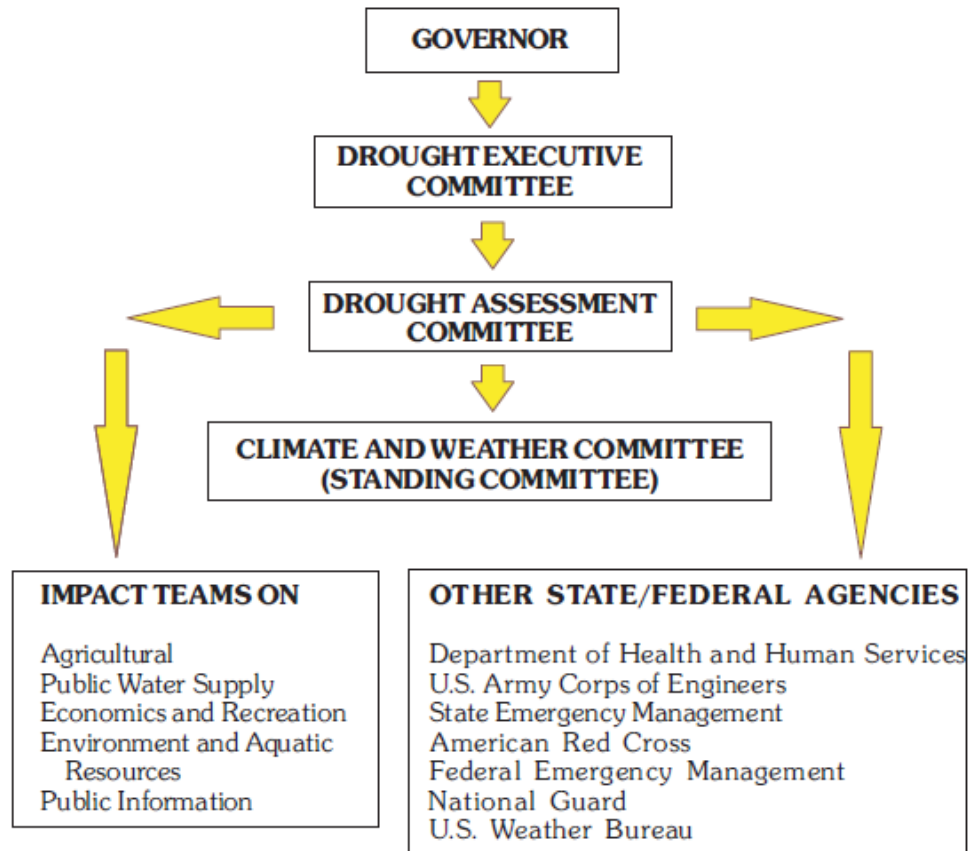 GOVERNOR
DROUGHT EXECUTIVE
COMMITTEE
DROUGHT ASSESSMENT
COMMITTEE
CLIMATE AND WEATHER COMMITTEE
(STANDING COMMITTEE)
IMPACT TEAMS ON
Agricultural
Public Water Supply
Economics and Recreation
Environment and Aquatic
Resources
Public Information
OTHER STATE/FEDERAL AGENCIES
Department of Health and Human Services
U.S. Army Corps of Engineers
State Emergency Management
American Red Cross
Federal Emergency Management
National Guard
U.S. Weather Bureau